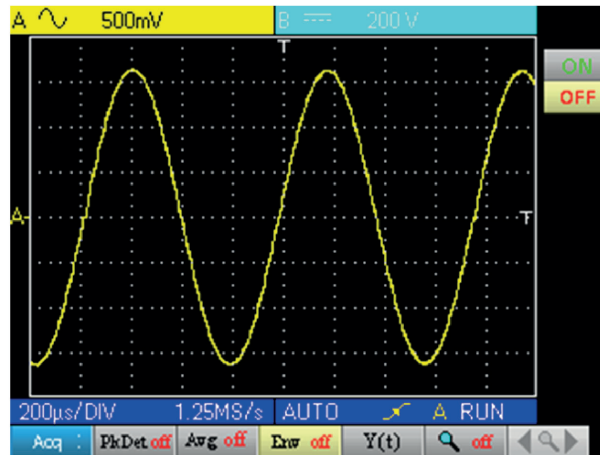 A 500mV B 200 V
T
ON
OFF
A T
200µs/DIV 1.25MS/s AUTO A RUN
Acq : PkDet off Avg off Env off Y(t) off